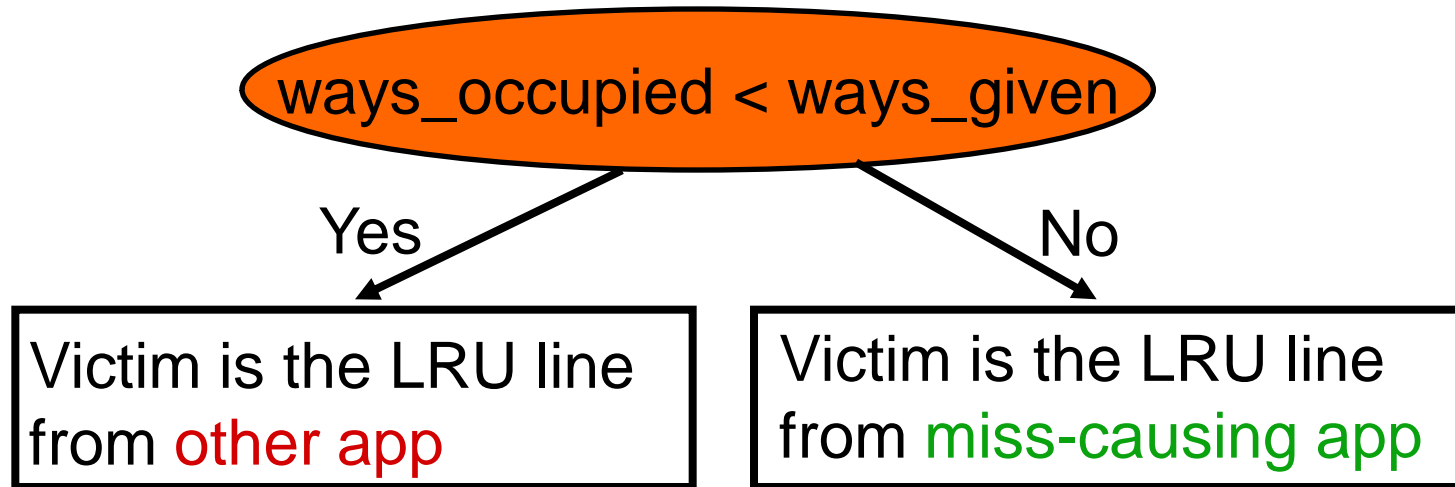 ways_occupied < ways_given
Yes
No
Victim is the LRU line
from other app
Victim is the LRU line
from miss-causing app